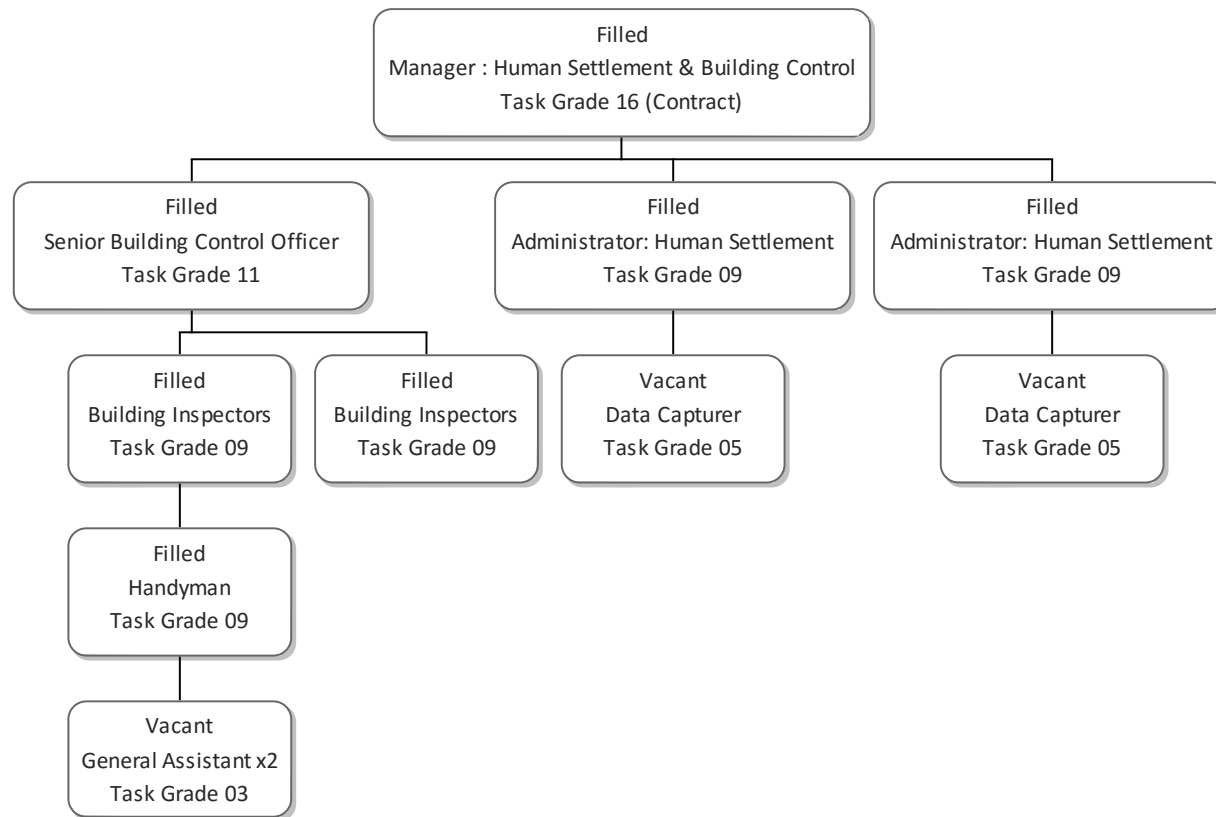 Filled
Manager : Human Settlement & Building Control
Task Grade 16 (Contract)
Filled
Senior Building Control Officer
Task Grade 11
Filled
Administrator: Human Settlement
Task Grade 09
Filled
Administrator: Human Settlement
Task Grade 09
Filled
Building Inspectors
Task Grade 09
Filled
Building Inspectors
Task Grade 09
Vacant
Data Capturer
Task Grade 05
Vacant
Data Capturer
Task Grade 05
Filled
Handyman
Task Grade 09
Vacant
General Assistant x2
Task Grade 03